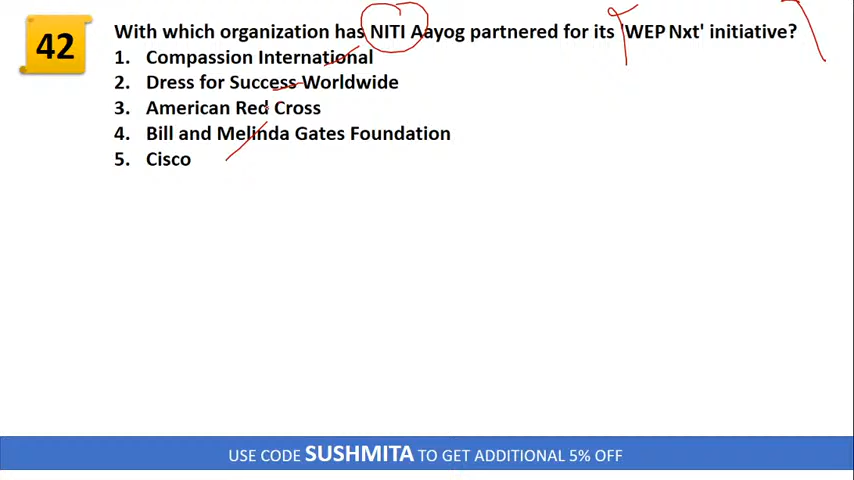 42
With which organization has NITI Aayog partnered for its 'WEP Nxt' initiative?
1. Compassion International
2. Dress for Success Worldwide
3. American Red Cross
4. Bill and Melinda Gates Foundation
5. Cisco
USE CODE SUSHMITA TO GET ADDITIONAL 5% OFF